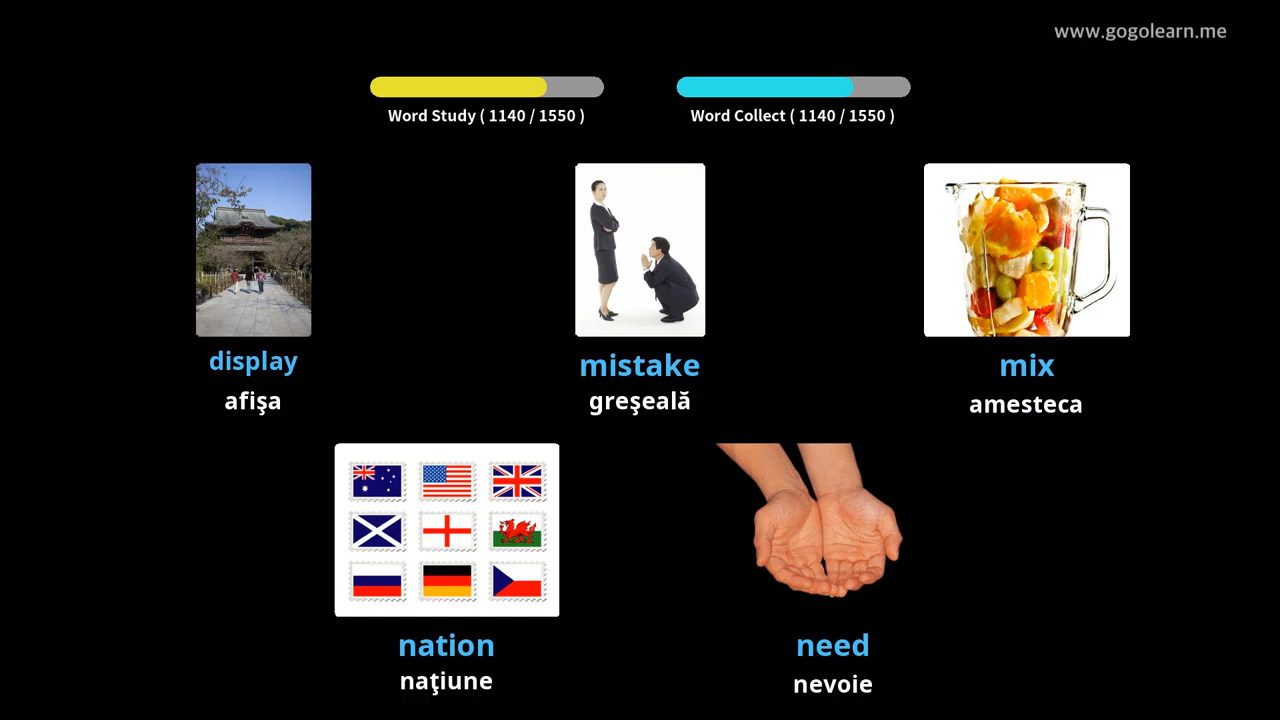 www.gogolearn.me
Word Study ( 1140 / 1550 )
Word Collect ( 1140 / 1550 )
display
mistake
mix
afişa
greşeală
amesteca
nation
need
naţiune
nevoie